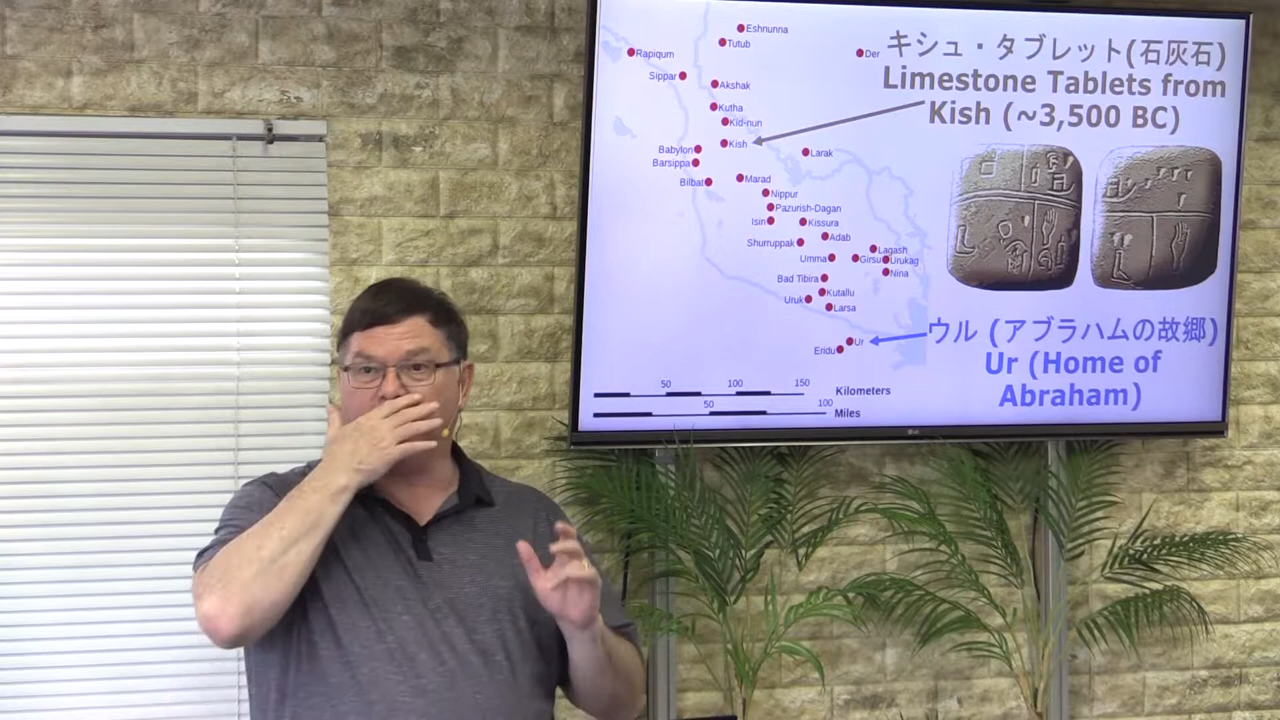 Eshnunna
Tutub
Rapiqum
Der
キシュ・タブレット(石灰石)
Limestone Tablets from
Kish (~3,500 BC)
Sippar
Akshak
Kutha
Kid-nun
Kish
Babylon
Larak
Barsippa
Bilbat
Marad
Nippur
Pazurish-Dagan
Isin
Kissura
Adab
Shurruppak
Lagash
Umma
Girsu
Urukag
Nina
Bad Tibira
Kutallu
Uruk
Larsa
Ur
Eridu
ウル (アブラハムの故郷)
Ur (Home of
Abraham)
50 100 150
Kilometers
50 100
Miles
LG